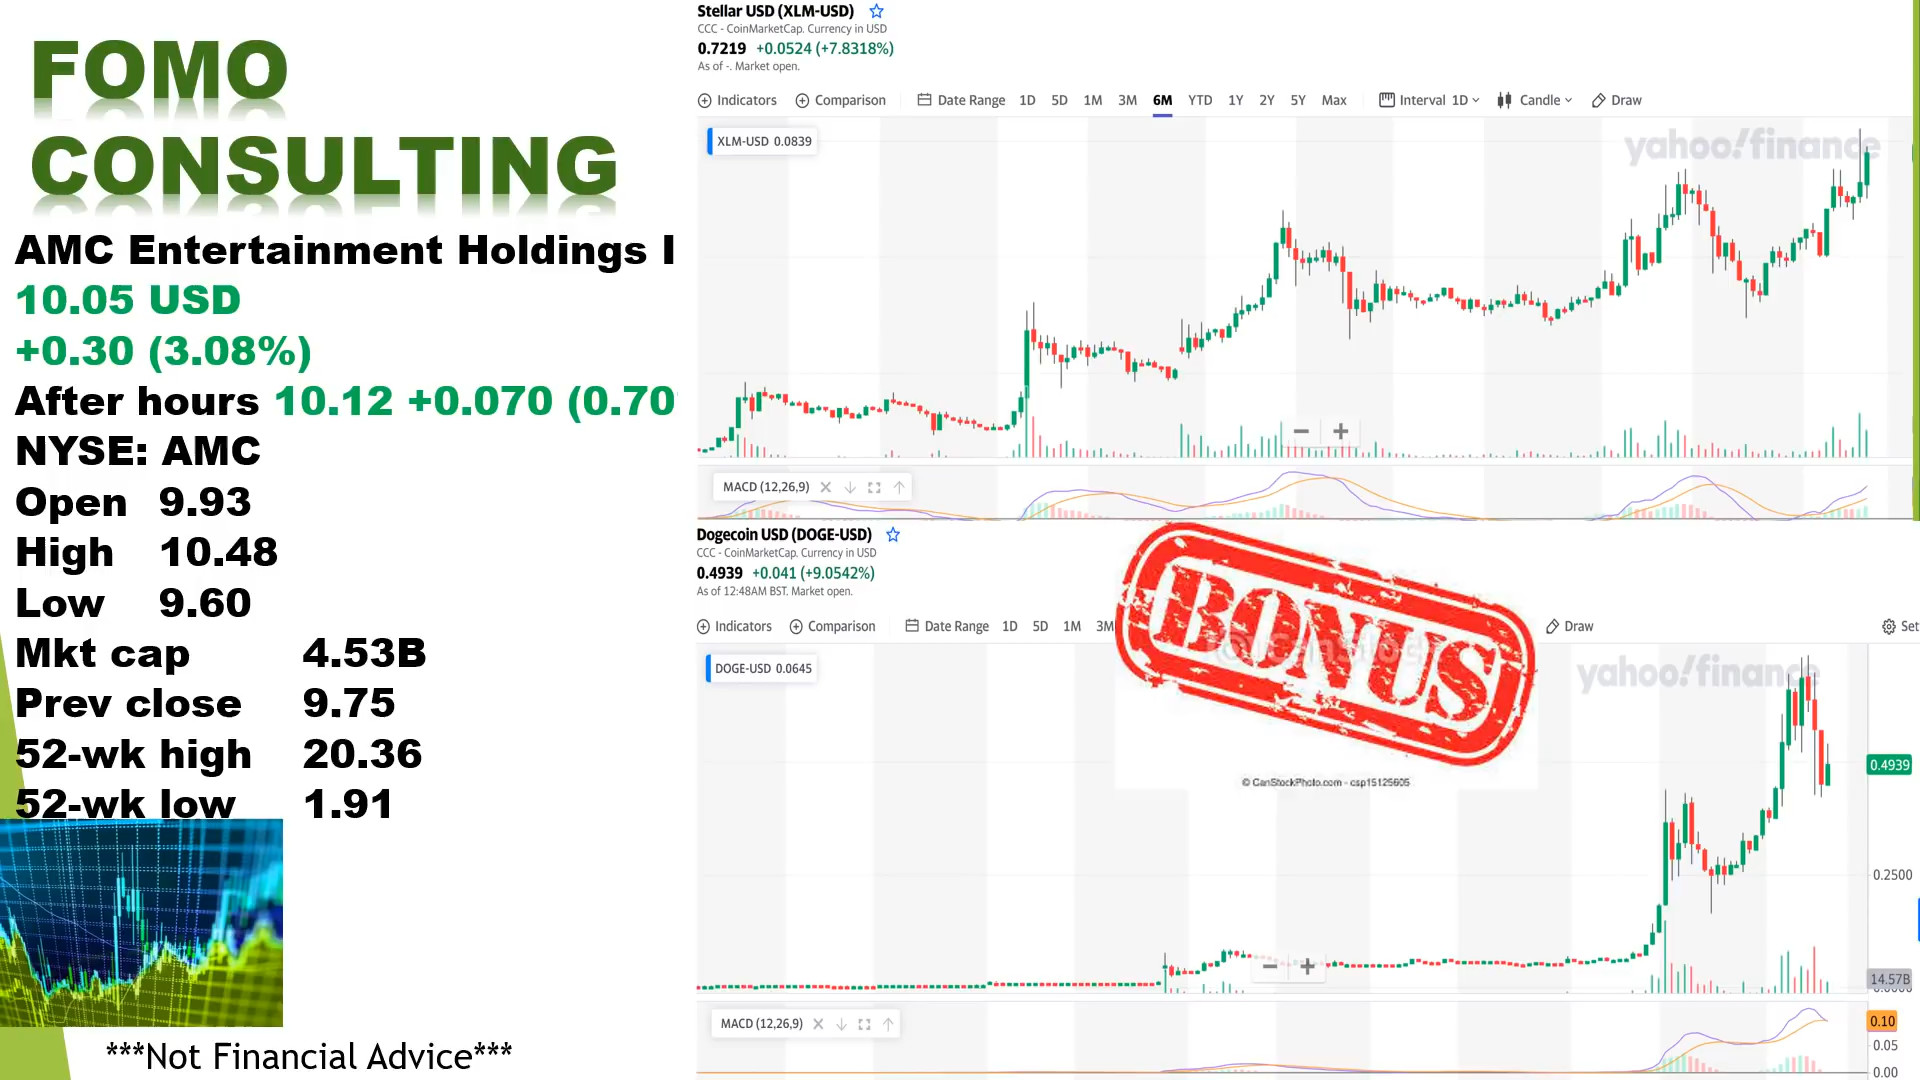 FOMO
CONSULTING
AMC Entertainment Holdings I
10.05 USD
+0.30 (3.08%)
After hours 10.12 +0.070 (0.70
NYSE: AMC
Open 9.93
High 10.48
Low 9.60
Mkt cap 4.53B
Prev close 9.75
52-wk high 20.36
52-wk low 1.91
***Not Financial Advice***
Stellar USD (XLM-USD)
CCC - CoinMarketCap. Currency in USD
0.7219 +0.0524 (+7.8318%)
As of -. Market open.
Indicators Comparison Date Range 1D 5D 1M 3M 6M YTD 1Y 2Y 5Y Max Interval 1D Candle Draw
XLM-USD 0.0839
yahoo!finance
MACD (12,26,9)
Dogecoin USD (DOGE-USD)
CCC - CoinMarketCap. Currency in USD
0.4939 +0.041 (+9.0542%)
As of 12:48AM BST. Market open.
Indicators Comparison Date Range 1D 5D 1M 3M Draw Set
DOGE-USD 0.0645
yahoo!finance
BONUS
© CanStockPhoto.com - csp15125605
0.4939
0.2500
14.57B
MACD (12,26,9)
0.10
0.05
0.00